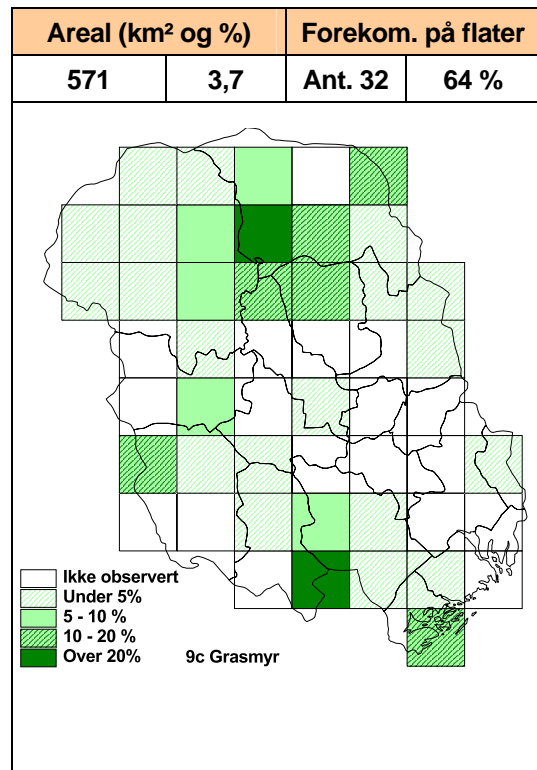 Areal (km² og %) Forekom. på flater
571 3,7 Ant. 32 64 %
Ikke observert
Under 5%
5 - 10 %
10 - 20 %
Over 20% 9c Grasmyr